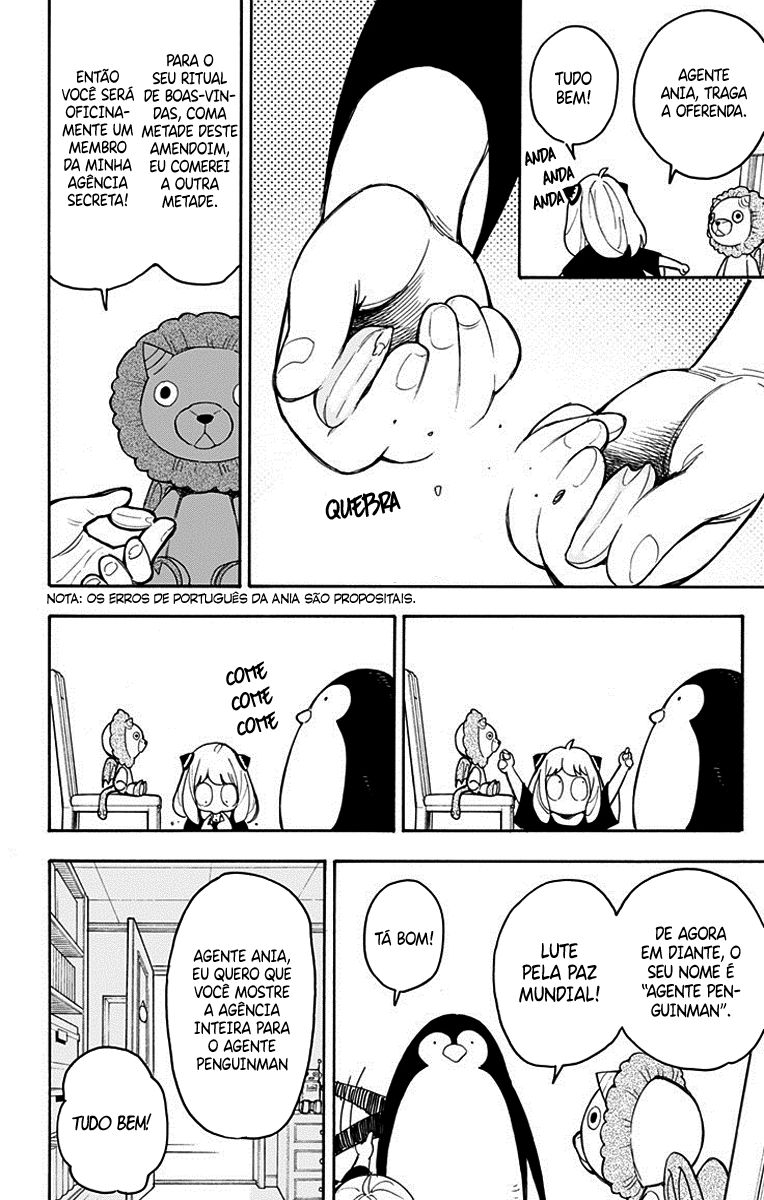 AGENTE
ANIA, TRAGA
A OFERENDA.
TUDO
BEM!
ANDA
ANDA
ANDA
QUEBRA
PARA O
SEU RITUAL
DE BOAS-VIN-
DAS, COMA
METADE DESTE
AMENDOIM,
EU COMEREI
A OUTRA
METADE.
ENTÃO
VOCÊ SERÁ
OFICINA-
MENTE UM
MEMBRO
DA MINHA
AGÊNCIA
SECRETA!
NOTA: OS ERROS DE PORTUGUÊS DA ANIA SÃO PROPOSITAIS.
COME
COME
COME
DE AGORA
EM DIANTE, O
SEU NOME É
“AGENTE PEN-
GUINMAN”.
LUTE
PELA PAZ
MUNDIAL!
TÁ BOM!
AGENTE ANIA,
EU QUERO QUE
VOCÊ MOSTRE
A AGÊNCIA
INTEIRA PARA
O AGENTE
PENGUINMAN
TUDO BEM!